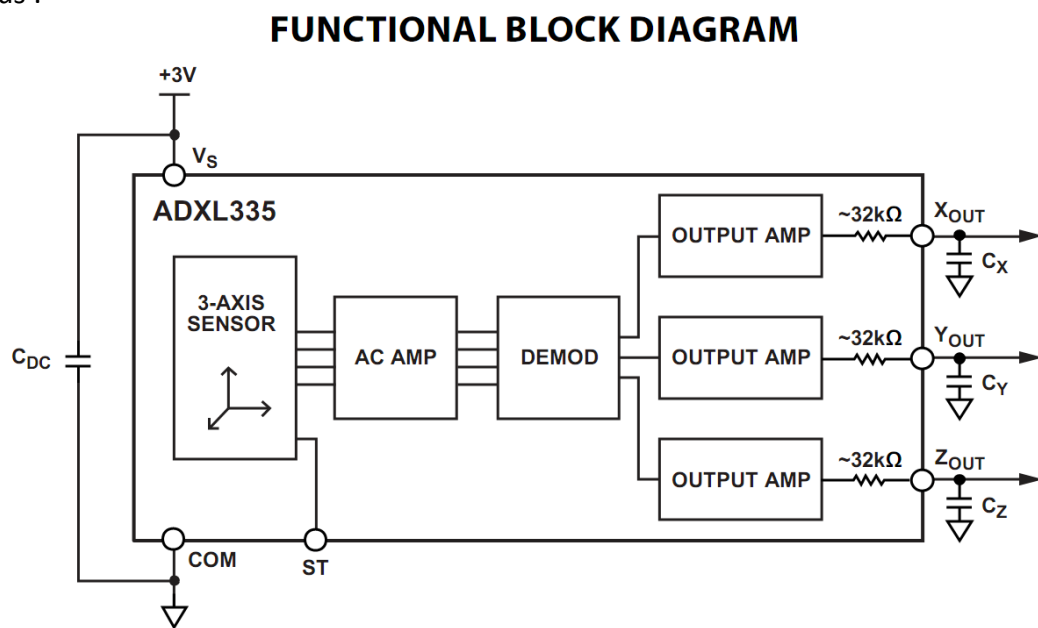 FUNCTIONAL BLOCK DIAGRAM
+3V
VS
ADXL335
3-AXIS
SENSOR
AC AMP
DEMOD
OUTPUT AMP
~32kΩ
XOUT
CX
OUTPUT AMP
~32kΩ
YOUT
CY
OUTPUT AMP
~32kΩ
ZOUT
CZ
CDC
COM
ST